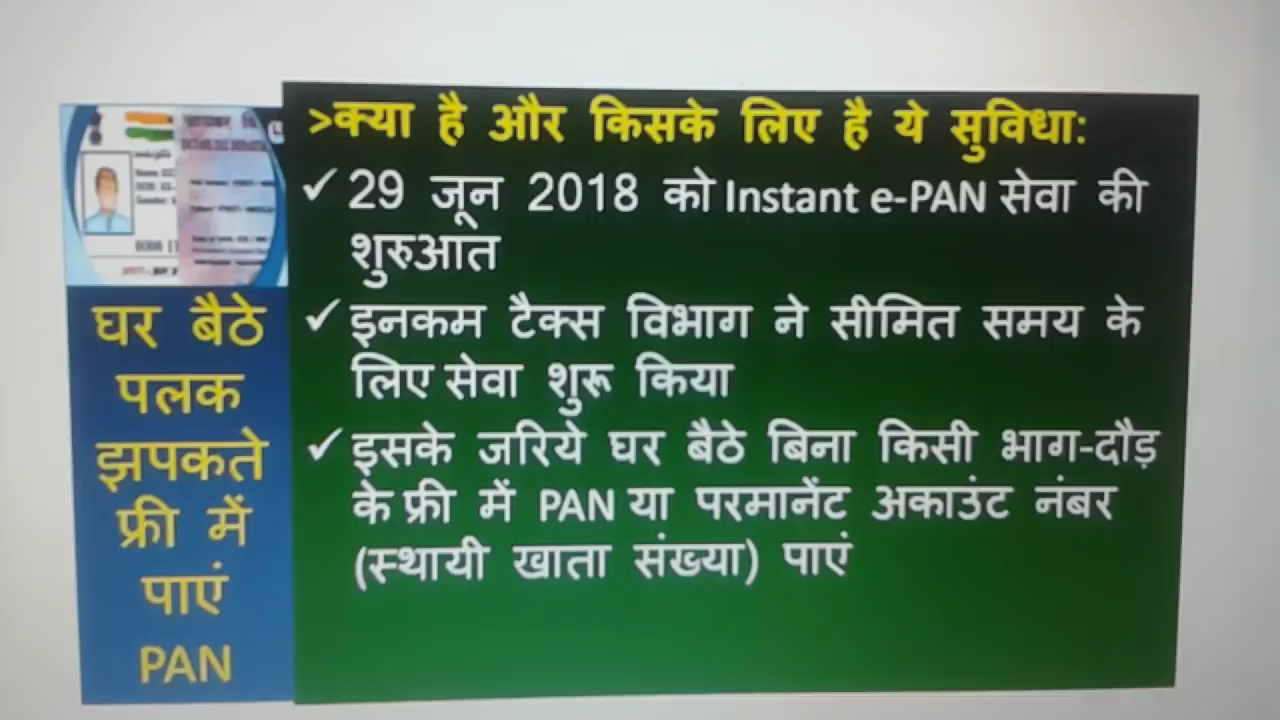 घर बैठे
पलक
झपकते
फ्री में
पाएं
PAN
>क्या है और किसके लिए है ये सुविधा:
✓ 29 जून 2018 को Instant e-PAN सेवा की
शुरुआत
✓ इनकम टैक्स विभाग ने सीमित समय के
लिए सेवा शुरू किया
✓ इसके जरिये घर बैठे बिना किसी भाग-दौड़
के फ्री में PAN या परमानेंट अकाउंट नंबर
(स्थायी खाता संख्या) पाएं